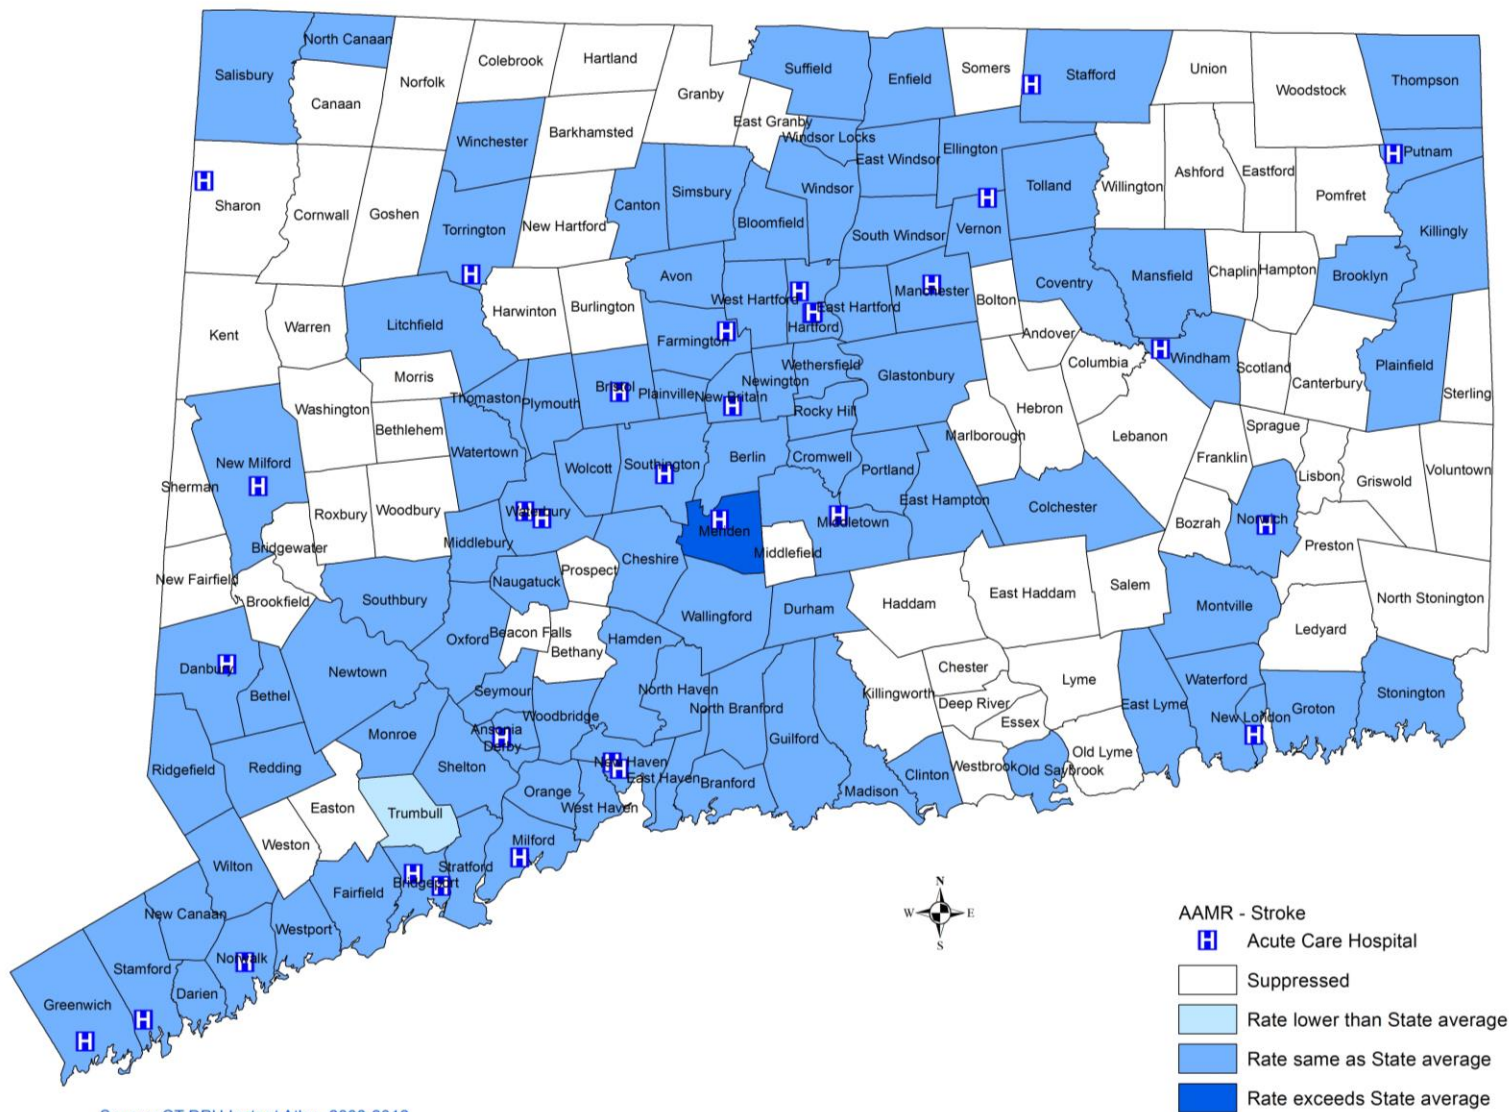 North Canaan
Salisbury
Canaan
Norfolk
Colebrook
Hartland
Granby
Suffield
Enfield
Somers
Stafford
Union
Woodstock
Thompson
Winchester
Barkhamsted
East Granby
Windsor Locks
East Windsor
Ellington
Putnam
Sharon
Cornwall
Goshen
Torrington
New Hartford
Canton
Simsbury
Bloomfield
Windsor
South Windsor
Vernon
Tolland
Willington
Ashford
Eastford
Pomfret
Killingly
Kent
Warren
Litchfield
Harwinton
Burlington
Avon
West Hartford
Hartford
East Hartford
Manchester
Bolton
Coventry
Andover
Mansfield
Chaplin
Hampton
Brooklyn
Farmington
Morris
Washington
Bethlehem
Thomaston
Plymouth
Bristol
Plainville
New Britain
Newington
Wethersfield
Rocky Hill
Glastonbury
Columbia
Hebron
Marlborough
Windham
Scotland
Canterbury
Plainfield
Sterling
New Milford
Sherman
Roxbury
Woodbury
Watertown
Wolcott
Southington
Berlin
Cromwell
Portland
East Hampton
Lebanon
Colchester
Franklin
Sprague
Lisbon
Griswold
Voluntown
Bridgewater
New Fairfield
Brookfield
Southbury
Middlebury
Waterbury
Naugatuck
Prospect
Cheshire
Meriden
Middlefield
Middletown
Bozrah
Norwich
Preston
North Stonington
Danbury
Bethel
Newtown
Oxford
Beacon Falls
Bethany
Hamden
Wallingford
Durham
Haddam
East Haddam
Salem
Montville
Ledyard
Seymour
Woodbridge
North Haven
North Branford
Guilford
Killingworth
Chester
Deep River
Essex
Lyme
East Lyme
Waterford
New London
Groton
Stonington
Ridgefield
Redding
Monroe
Shelton
Ansonia
Derby
Orange
New Haven
West Haven
East Haven
Branford
Madison
Clinton
Westbrook
Old Saybrook
Old Lyme
Easton
Trumbull
Weston
Wilton
Fairfield
Bridgeport
Stratford
Milford
New Canaan
Westport
Norwalk
Stamford
Darien
Greenwich
N
W E
S
AAMR - Stroke
H Acute Care Hospital
Suppressed
Rate lower than State average
Rate same as State average
Rate exceeds State average